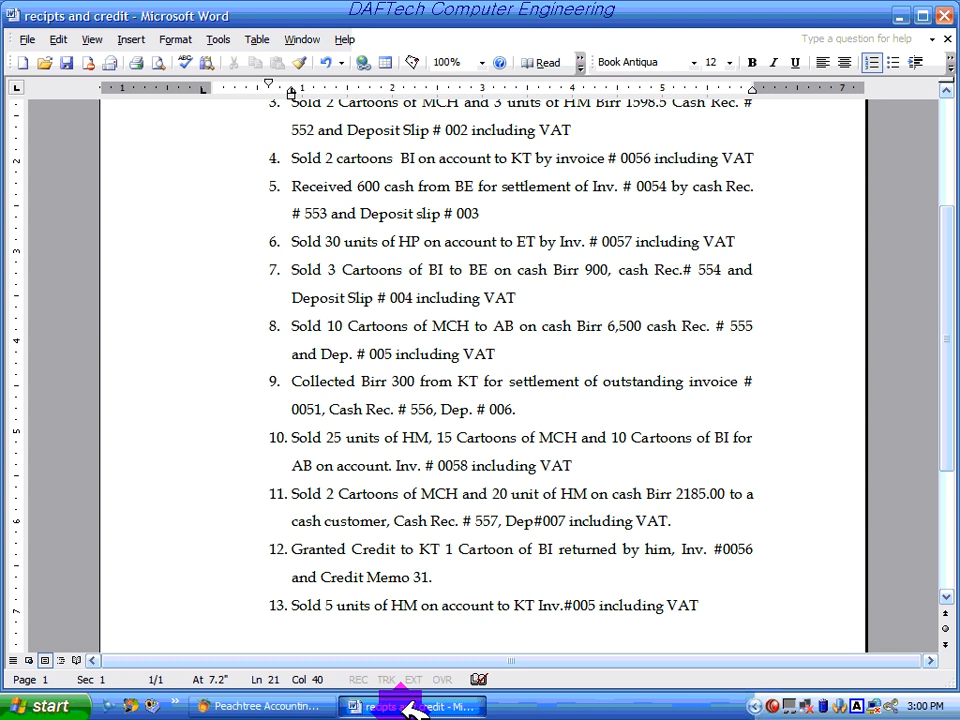 DAFTech Computer Engineering
recipts and credit - Microsoft Word
File Edit View Insert Format Tools Table Window Help
Type a question for help
100% Read Book Antiqua 12 B I U
1 1 2 3 4 5 7
3. Sold 2 Cartoons of MCH and 3 units of HM Birr 1598.5 Cash Rec. #
552 and Deposit Slip # 002 including VAT
4. Sold 2 cartoons BI on account to KT by invoice # 0056 including VAT
5. Received 600 cash from BE for settlement of Inv. # 0054 by cash Rec.
# 553 and Deposit slip # 003
6. Sold 30 units of HP on account to ET by Inv. # 0057 including VAT
7. Sold 3 Cartoons of BI to BE on cash Birr 900, cash Rec.# 554 and
Deposit Slip # 004 including VAT
8. Sold 10 Cartoons of MCH to AB on cash Birr 6,500 cash Rec. # 555
and Dep. # 005 including VAT
9. Collected Birr 300 from KT for settlement of outstanding invoice #
0051, Cash Rec. # 556, Dep. # 006.
10. Sold 25 units of HM, 15 Cartoons of MCH and 10 Cartoons of BI for
AB on account. Inv. # 0058 including VAT
11. Sold 2 Cartoons of MCH and 20 unit of HM on cash Birr 2185.00 to a
cash customer, Cash Rec. # 557, Dep#007 including VAT.
12. Granted Credit to KT 1 Cartoon of BI returned by him, Inv. #0056
and Credit Memo 31.
13. Sold 5 units of HM on account to KT Inv.#005 including VAT
Page 1 Sec 1 1/1 At 7.2" Ln 21 Col 40 REC TRK EXT OVR
start Peachtree Accountin... recipts and credit - Mi... A 3:00 PM